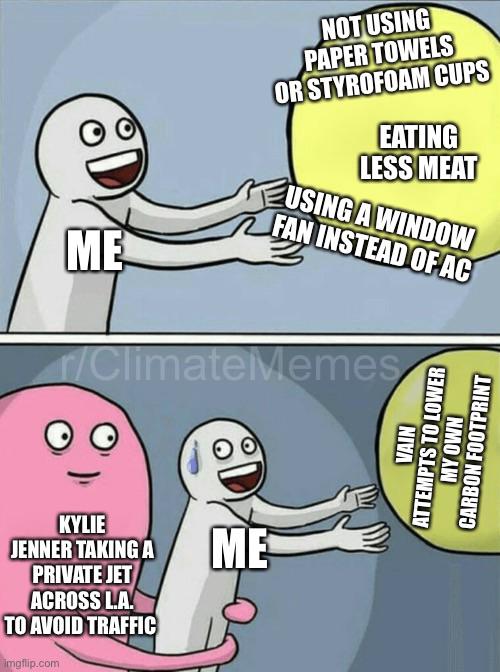 NOT USING
PAPER TOWELS
OR STYROFOAM CUPS
EATING
LESS MEAT
USING A WINDOW
FAN INSTEAD OF AC
ME
r/ClimateMemes
VAIN
ATTEMPTS TO LOWER
MY OWN
CARBON FOOTPRINT
KYLIE
JENNER TAKING A
PRIVATE JET
ACROSS L.A.
TO AVOID TRAFFIC
ME
imgflip.com